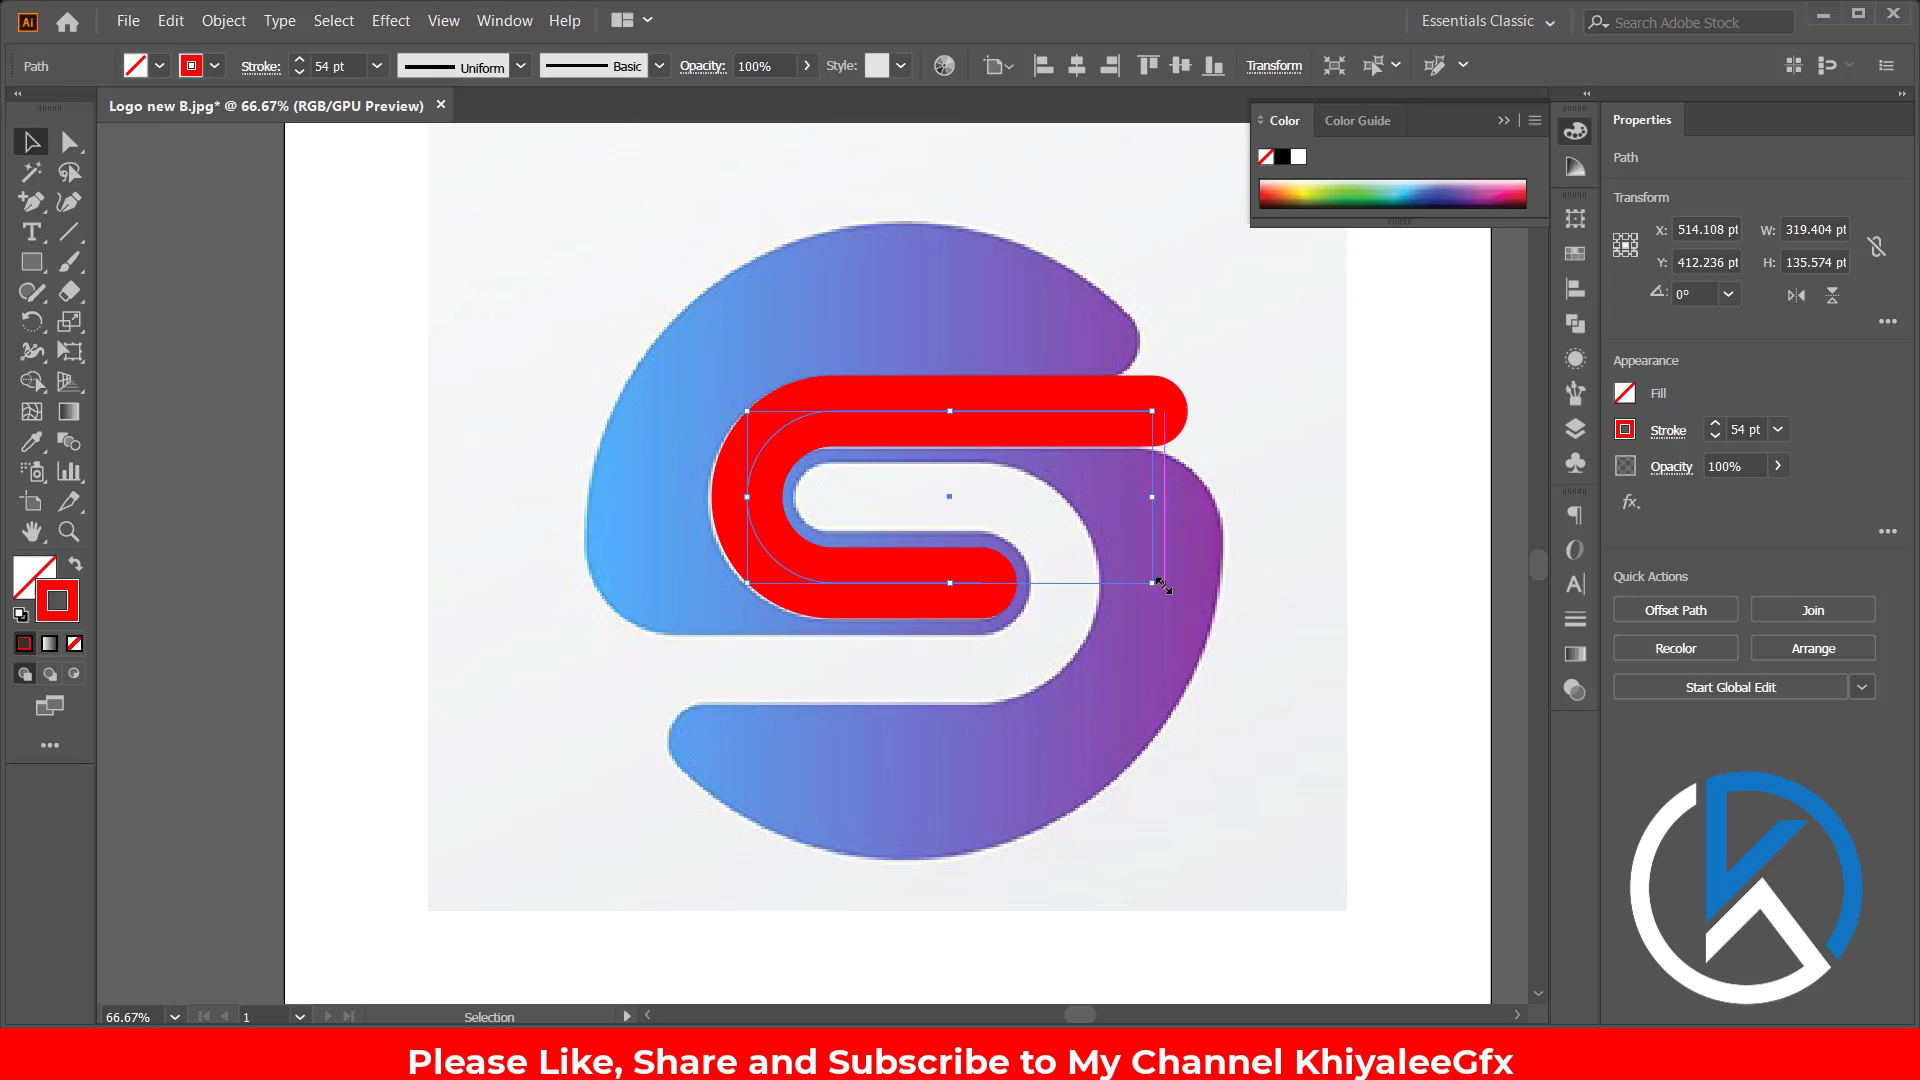 Ai File Edit Object Type Select Effect View Window Help Essentials Classic Search Adobe Stock
Path Stroke: 54 pt Uniform Basic Opacity: 100% Style: Transform
Logo new B.jpg* @ 66.67% (RGB/GPU Preview)
Color Color Guide
Properties
Path
Transform
X: 514.108 pt W: 319.404 pt
Y: 412.236 pt H: 135.574 pt
0°
Appearance
Fill
Stroke 54 pt
Opacity 100%
fx.
Quick Actions
Offset Path Join
Recolor Arrange
Start Global Edit
66.67% 1 Selection
Please Like, Share and Subscribe to My Channel KhiyaleeGfx